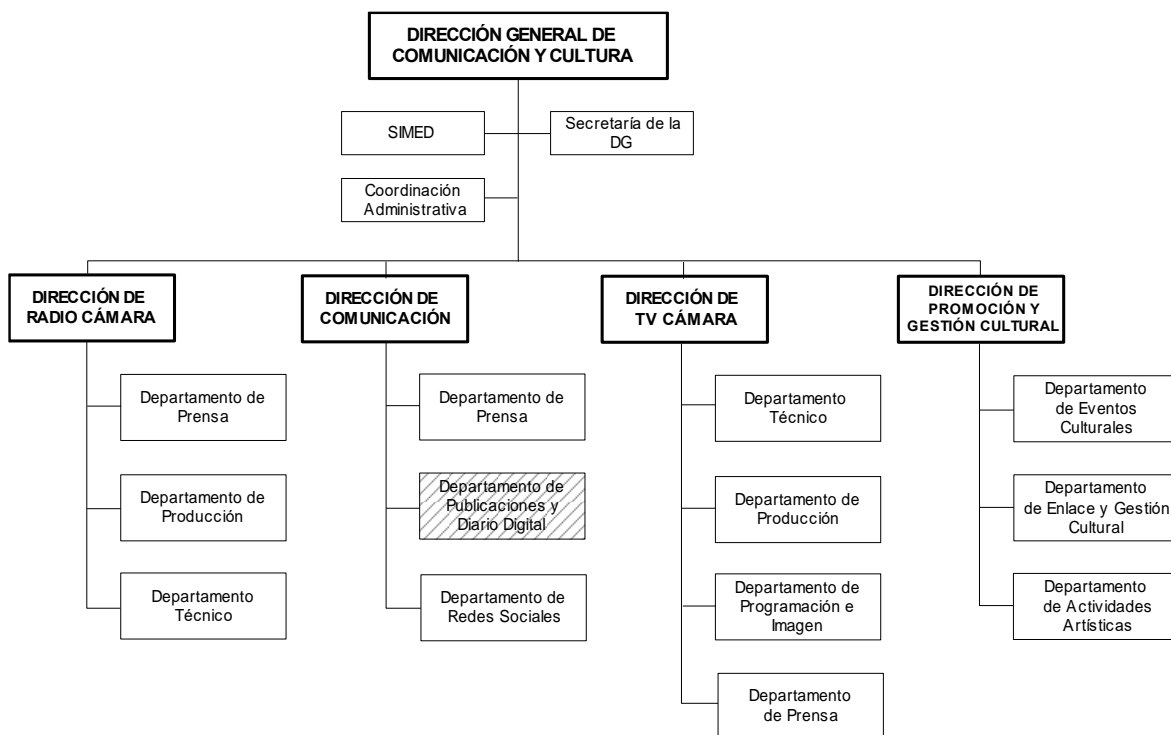 DIRECCIÓN GENERAL DE
COMUNICACIÓN Y CULTURA
SIMED
Secretaría de la
DG
Coordinación
Administrativa
DIRECCIÓN DE
RADIO CÁMARA
Departamento de
Prensa
Departamento de
Producción
Departamento
Técnico
DIRECCIÓN DE
COMUNICACIÓN
Departamento de
Prensa
Departamento de
Publicaciones y
Diario Digital
Departamento de
Redes Sociales
DIRECCIÓN DE
TV CÁMARA
Departamento
Técnico
Departamento de
Producción
Departamento de
Programación e
Imagen
Departamento
de Prensa
DIRECCIÓN DE
PROMOCIÓN Y
GESTIÓN CULTURAL
Departamento
de Eventos
Culturales
Departamento
de Enlace y Gestión
Cultural
Departamento
de Actividades
Artísticas